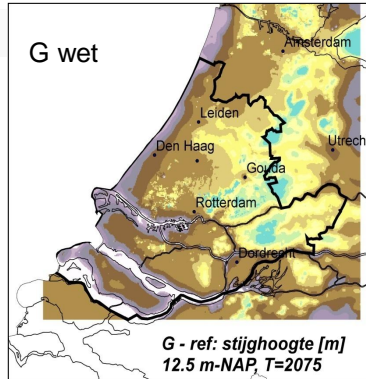 G wet
Amsterdam
Leiden
Utrech
Den Haag
Gouda
Rotterdam
Dordrecht
G - ref: stijghoogte [m]
12.5 m-NAP, T=2075